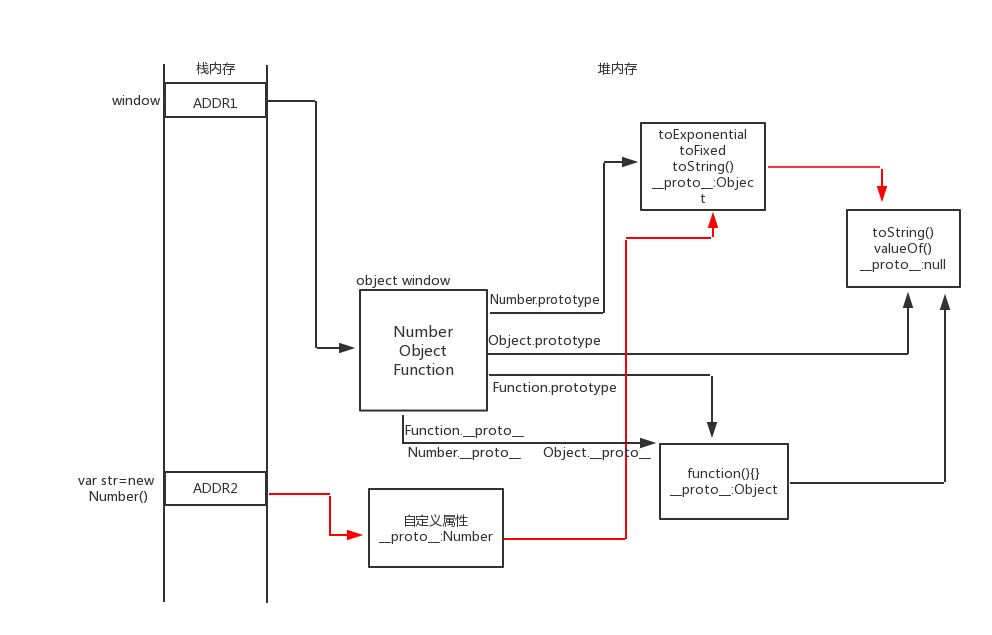 栈内存
堆内存
window
ADDR1
toExponential
toFixed
toString()
__proto__:Objec
t
toString()
valueOf()
__proto__:null
object window
Number
Object
Function
Number.prototype
Object.prototype
Function.prototype
Function.__proto__
Number.__proto__
Object.__proto__
function(){}
__proto__:Object
var str=new
Number()
ADDR2
自定义属性
__proto__:Number